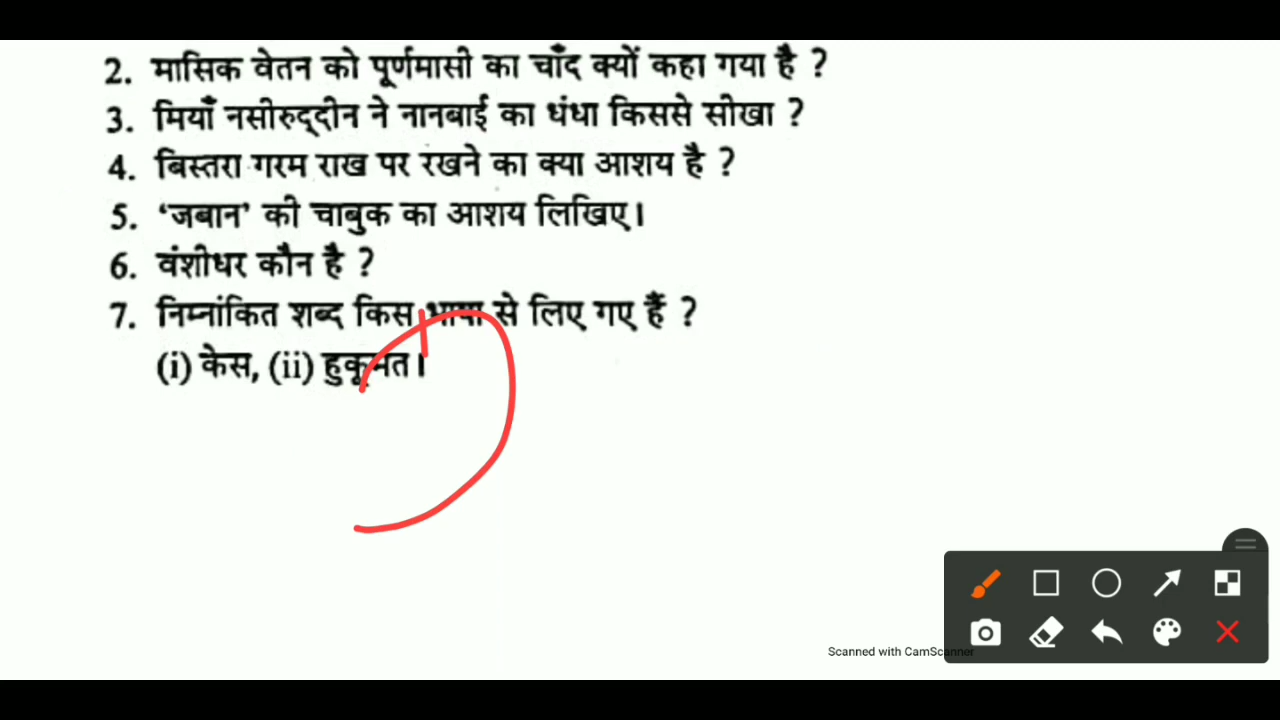 2. मासिक वेतन को पूर्णमासी का चाँद क्यों कहा गया है ?
3. मियाँ नसीरुद्दीन ने नानबाई का धंधा किससे सीखा ?
4. बिस्तरा गरम राख पर रखने का क्या आशय है ?
5. ‘जबान’ की चाबुक का आशय लिखिए।
6. वंशीधर कौन है ?
7. निम्नांकित शब्द किस भाषा से लिए गए हैं ?
(i) केस, (ii) हुकूमत।
Scanned with CamScanner